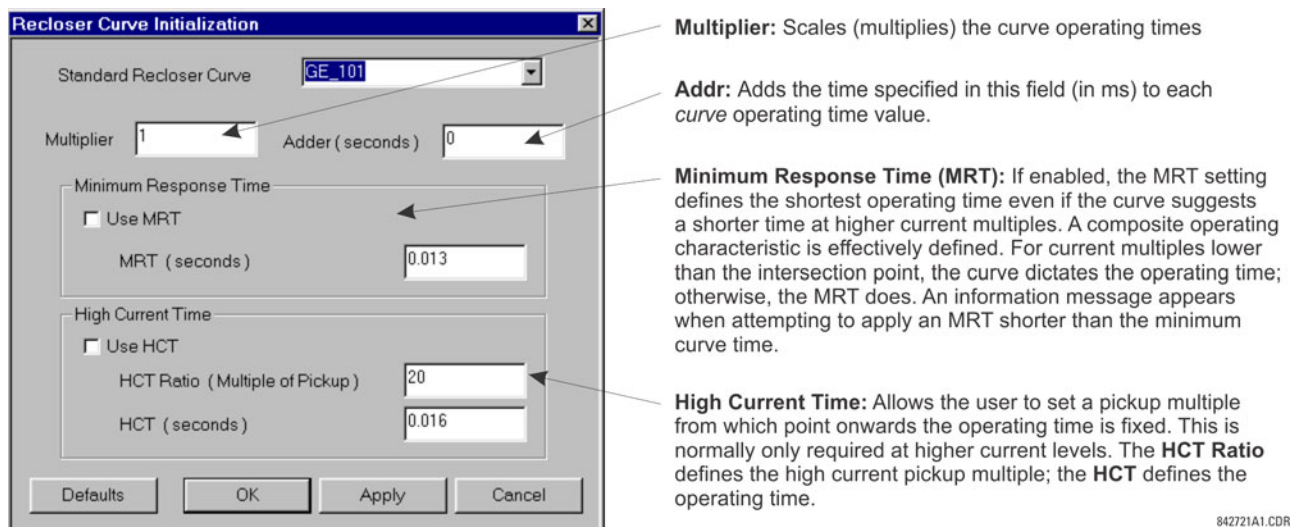 Recloser Curve Initialization
Standard Recloser Curve GE_101
Multiplier 1 Adder ( seconds ) 0
Minimum Response Time
Use MRT
MRT ( seconds ) 0.013
High Current Time
Use HCT
HCT Ratio ( Multiple of Pickup ) 20
HCT ( seconds ) 0.016
Defaults OK Apply Cancel
Multiplier: Scales (multiplies) the curve operating times
Addr: Adds the time specified in this field (in ms) to each
curve operating time value.
Minimum Response Time (MRT): If enabled, the MRT setting
defines the shortest operating time even if the curve suggests
a shorter time at higher current multiples. A composite operating
characteristic is effectively defined. For current multiples lower
than the intersection point, the curve dictates the operating time;
otherwise, the MRT does. An information message appears
when attempting to apply an MRT shorter than the minimum
curve time.
High Current Time: Allows the user to set a pickup multiple
from which point onwards the operating time is fixed. This is
normally only required at higher current levels. The HCT Ratio
defines the high current pickup multiple; the HCT defines the
operating time.
842721A1.CDR